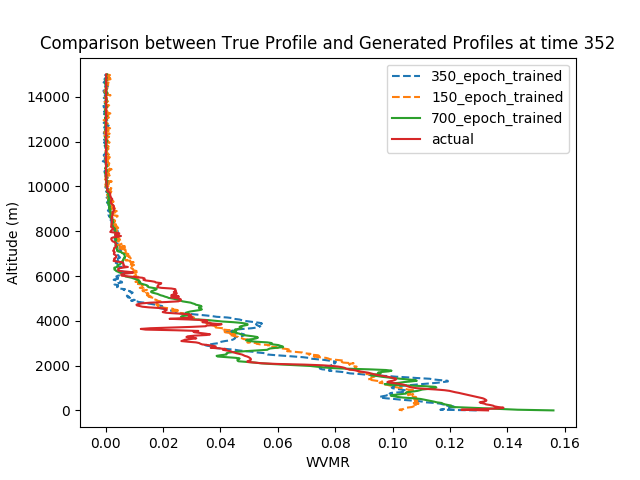 Comparison between True Profile and Generated Profiles at time 352
350_epoch_trained
150_epoch_trained
700_epoch_trained
actual
Altitude (m)
14000
12000
10000
8000
6000
4000
2000
0
0.00 0.02 0.04 0.06 0.08 0.10 0.12 0.14 0.16
WVMR